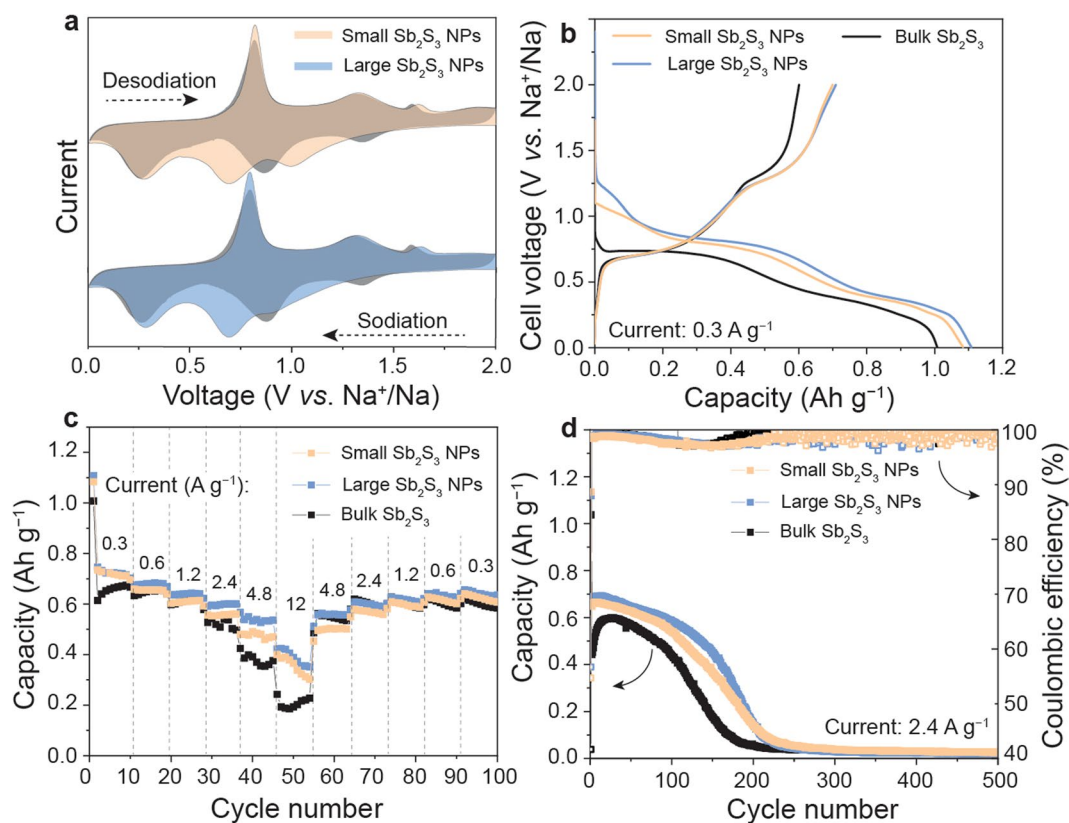 a
Small Sb₂S₃ NPs
Large Sb₂S₃ NPs
Desodiation
Sodiation
Current
0.0 0.5 1.0 1.5 2.0
Voltage (V vs. Na⁺/Na)
b
Small Sb₂S₃ NPs
Large Sb₂S₃ NPs
Bulk Sb₂S₃
Cell voltage (V vs. Na⁺/Na)
2.0
1.5
1.0
0.5
0.0
Current: 0.3 A g⁻¹
0.0 0.2 0.4 0.6 0.8 1.0 1.2
Capacity (Ah g⁻¹)
c
Small Sb₂S₃ NPs
Large Sb₂S₃ NPs
Bulk Sb₂S₃
Current (A g⁻¹):
0.3 0.6 1.2 2.4 4.8 12 4.8 2.4 1.2 0.6 0.3
Capacity (Ah g⁻¹)
1.2
1.0
0.8
0.6
0.4
0.2
0.0
0 10 20 30 40 50 60 70 80 90 100
Cycle number
d
Small Sb₂S₃ NPs
Large Sb₂S₃ NPs
Bulk Sb₂S₃
Current: 2.4 A g⁻¹
Capacity (Ah g⁻¹)
1.2
1.0
0.8
0.6
0.4
0.2
0.0
0 100 200 300 400 500
Cycle number
Coulombic efficiency (%)
100
90
80
70
60
50
40